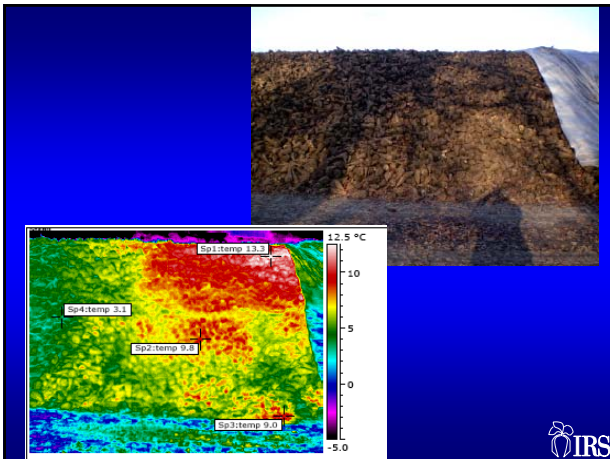 12.5 °C
Sp1:temp 13.3
10
Sp4:temp 3.1
5
Sp2:temp 9.8
0
Sp3:temp 9.0
-5.0
IRS